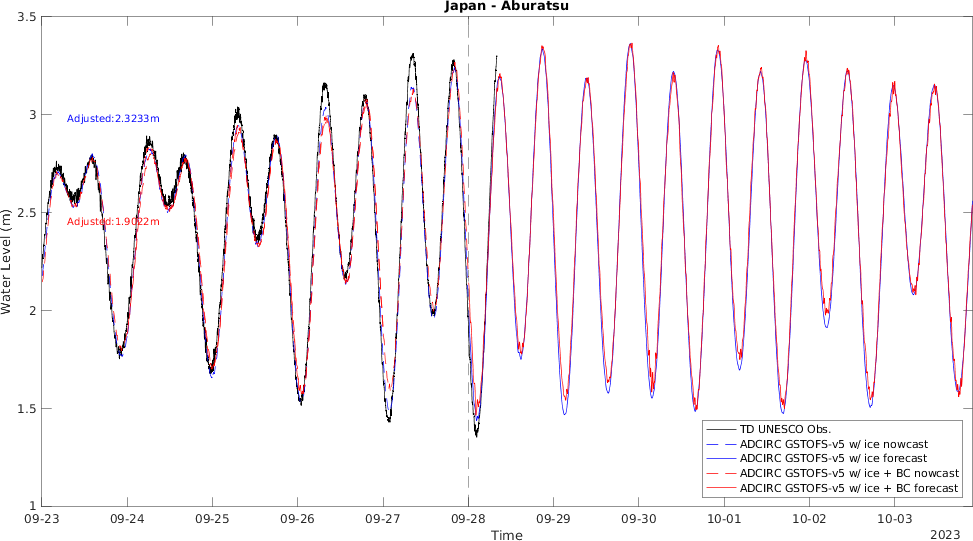 Japan - Aburatsu
3.5
3
2.5
2
1.5
1
Water Level (m)
Adjusted:2.3233m
Adjusted:1.9022m
TD UNESCO Obs.
ADCIRC GSTOFS-v5 w/ ice nowcast
ADCIRC GSTOFS-v5 w/ ice forecast
ADCIRC GSTOFS-v5 w/ ice + BC nowcast
ADCIRC GSTOFS-v5 w/ ice + BC forecast
09-23 09-24 09-25 09-26 09-27 09-28 09-29 09-30 10-01 10-02 10-03
Time
2023